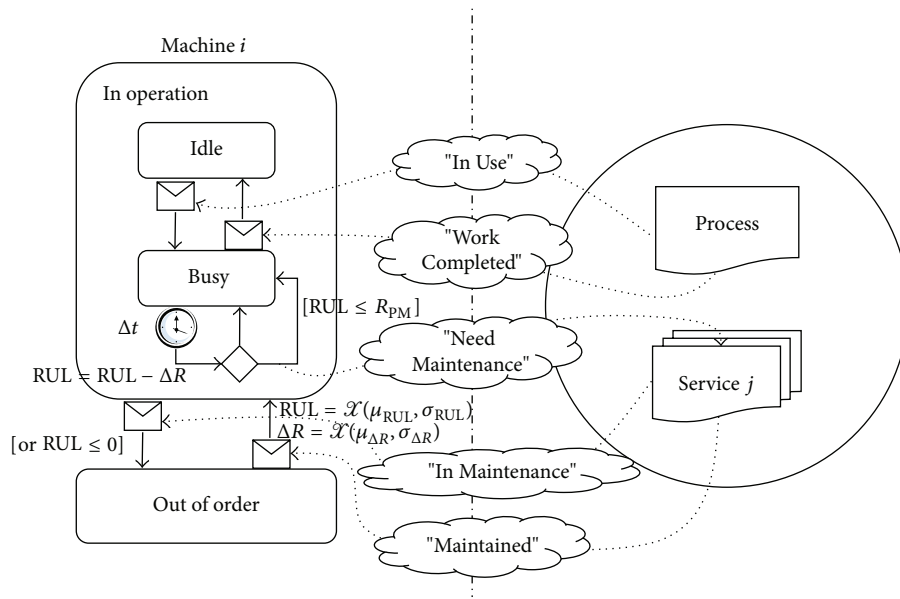 Machine i
In operation
Idle
"In Use"
Process
"Work
Completed"
Busy
[RUL ≤ R_PM]
Δt
"Need
Maintenance"
RUL = RUL − ΔR
Service j
RUL = 𝒳(μ_RUL, σ_RUL)
ΔR = 𝒳(μ_ΔR, σ_ΔR)
[or RUL ≤ 0]
"In Maintenance"
Out of order
"Maintained"